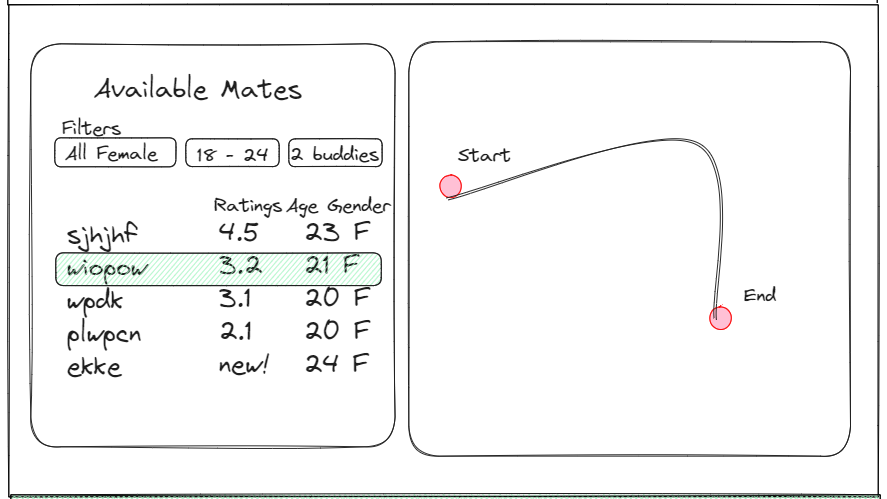 Available Mates
Filters
All Female 18 - 24 2 buddies
Ratings Age Gender
sjhjhf 4.5 23 F
wiopow 3.2 21 F
wpdk 3.1 20 F
plwpcn 2.1 20 F
ekke new! 24 F
Start
End